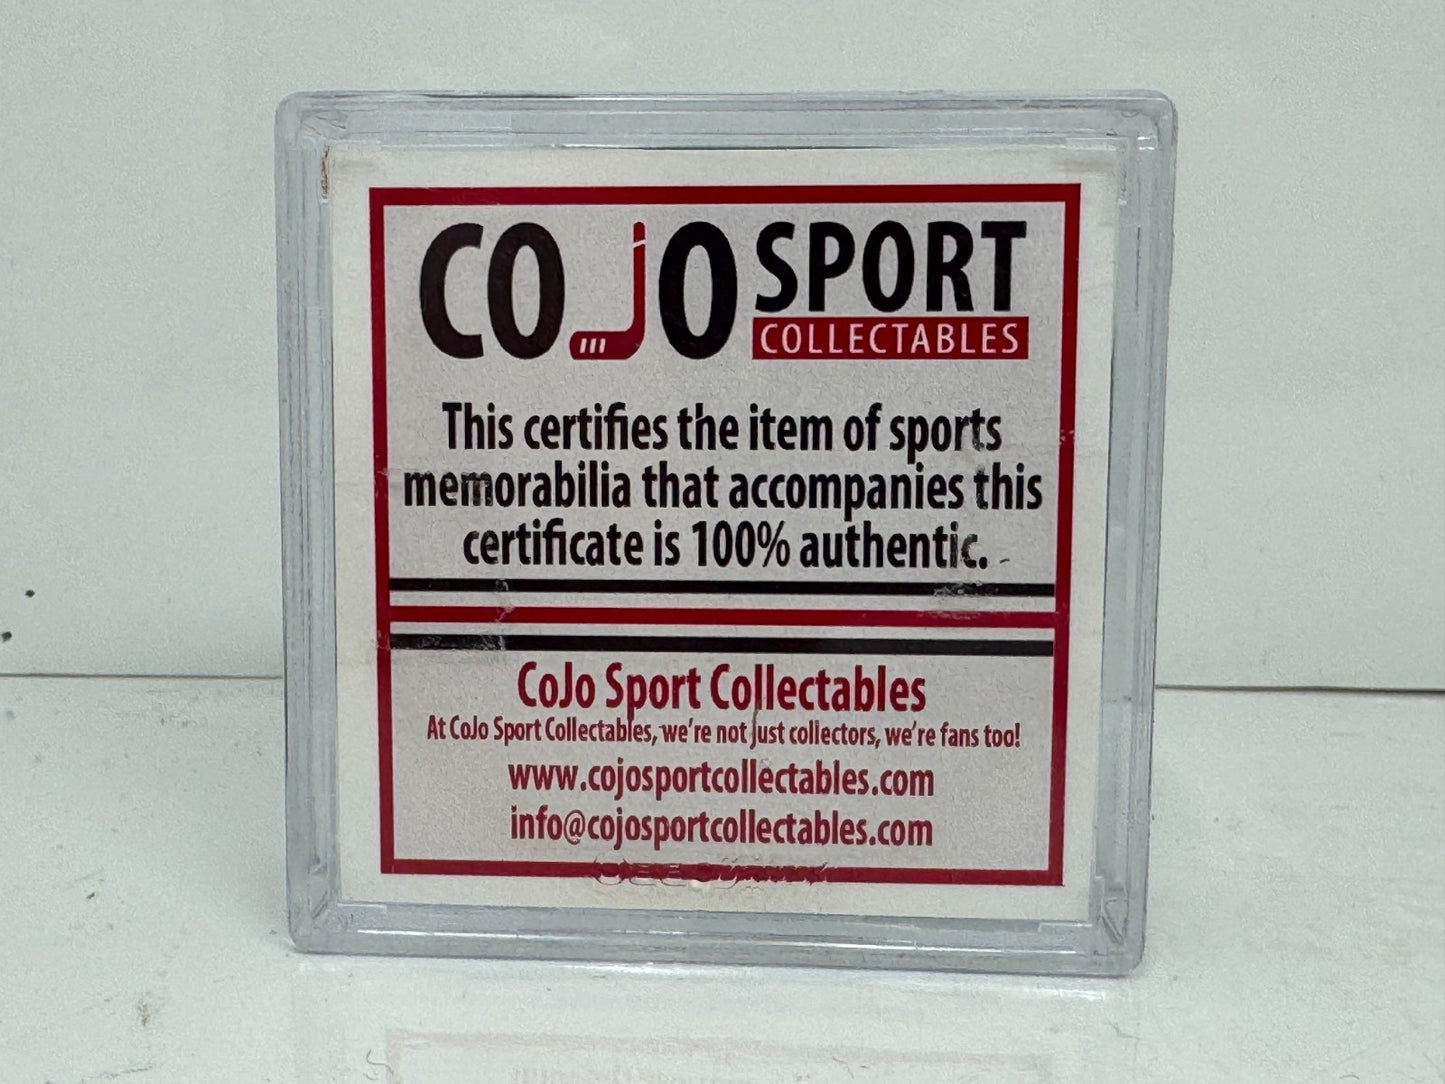 COJO SPORT
COLLECTABLES
This certifies the item of sports
memorabilia that accompanies this
certificate is 100% authentic.
CoJo Sport Collectables
At CoJo Sport Collectables, we're not just collectors, we're fans too!
www.cojosportcollectables.com
info@cojosportcollectables.com